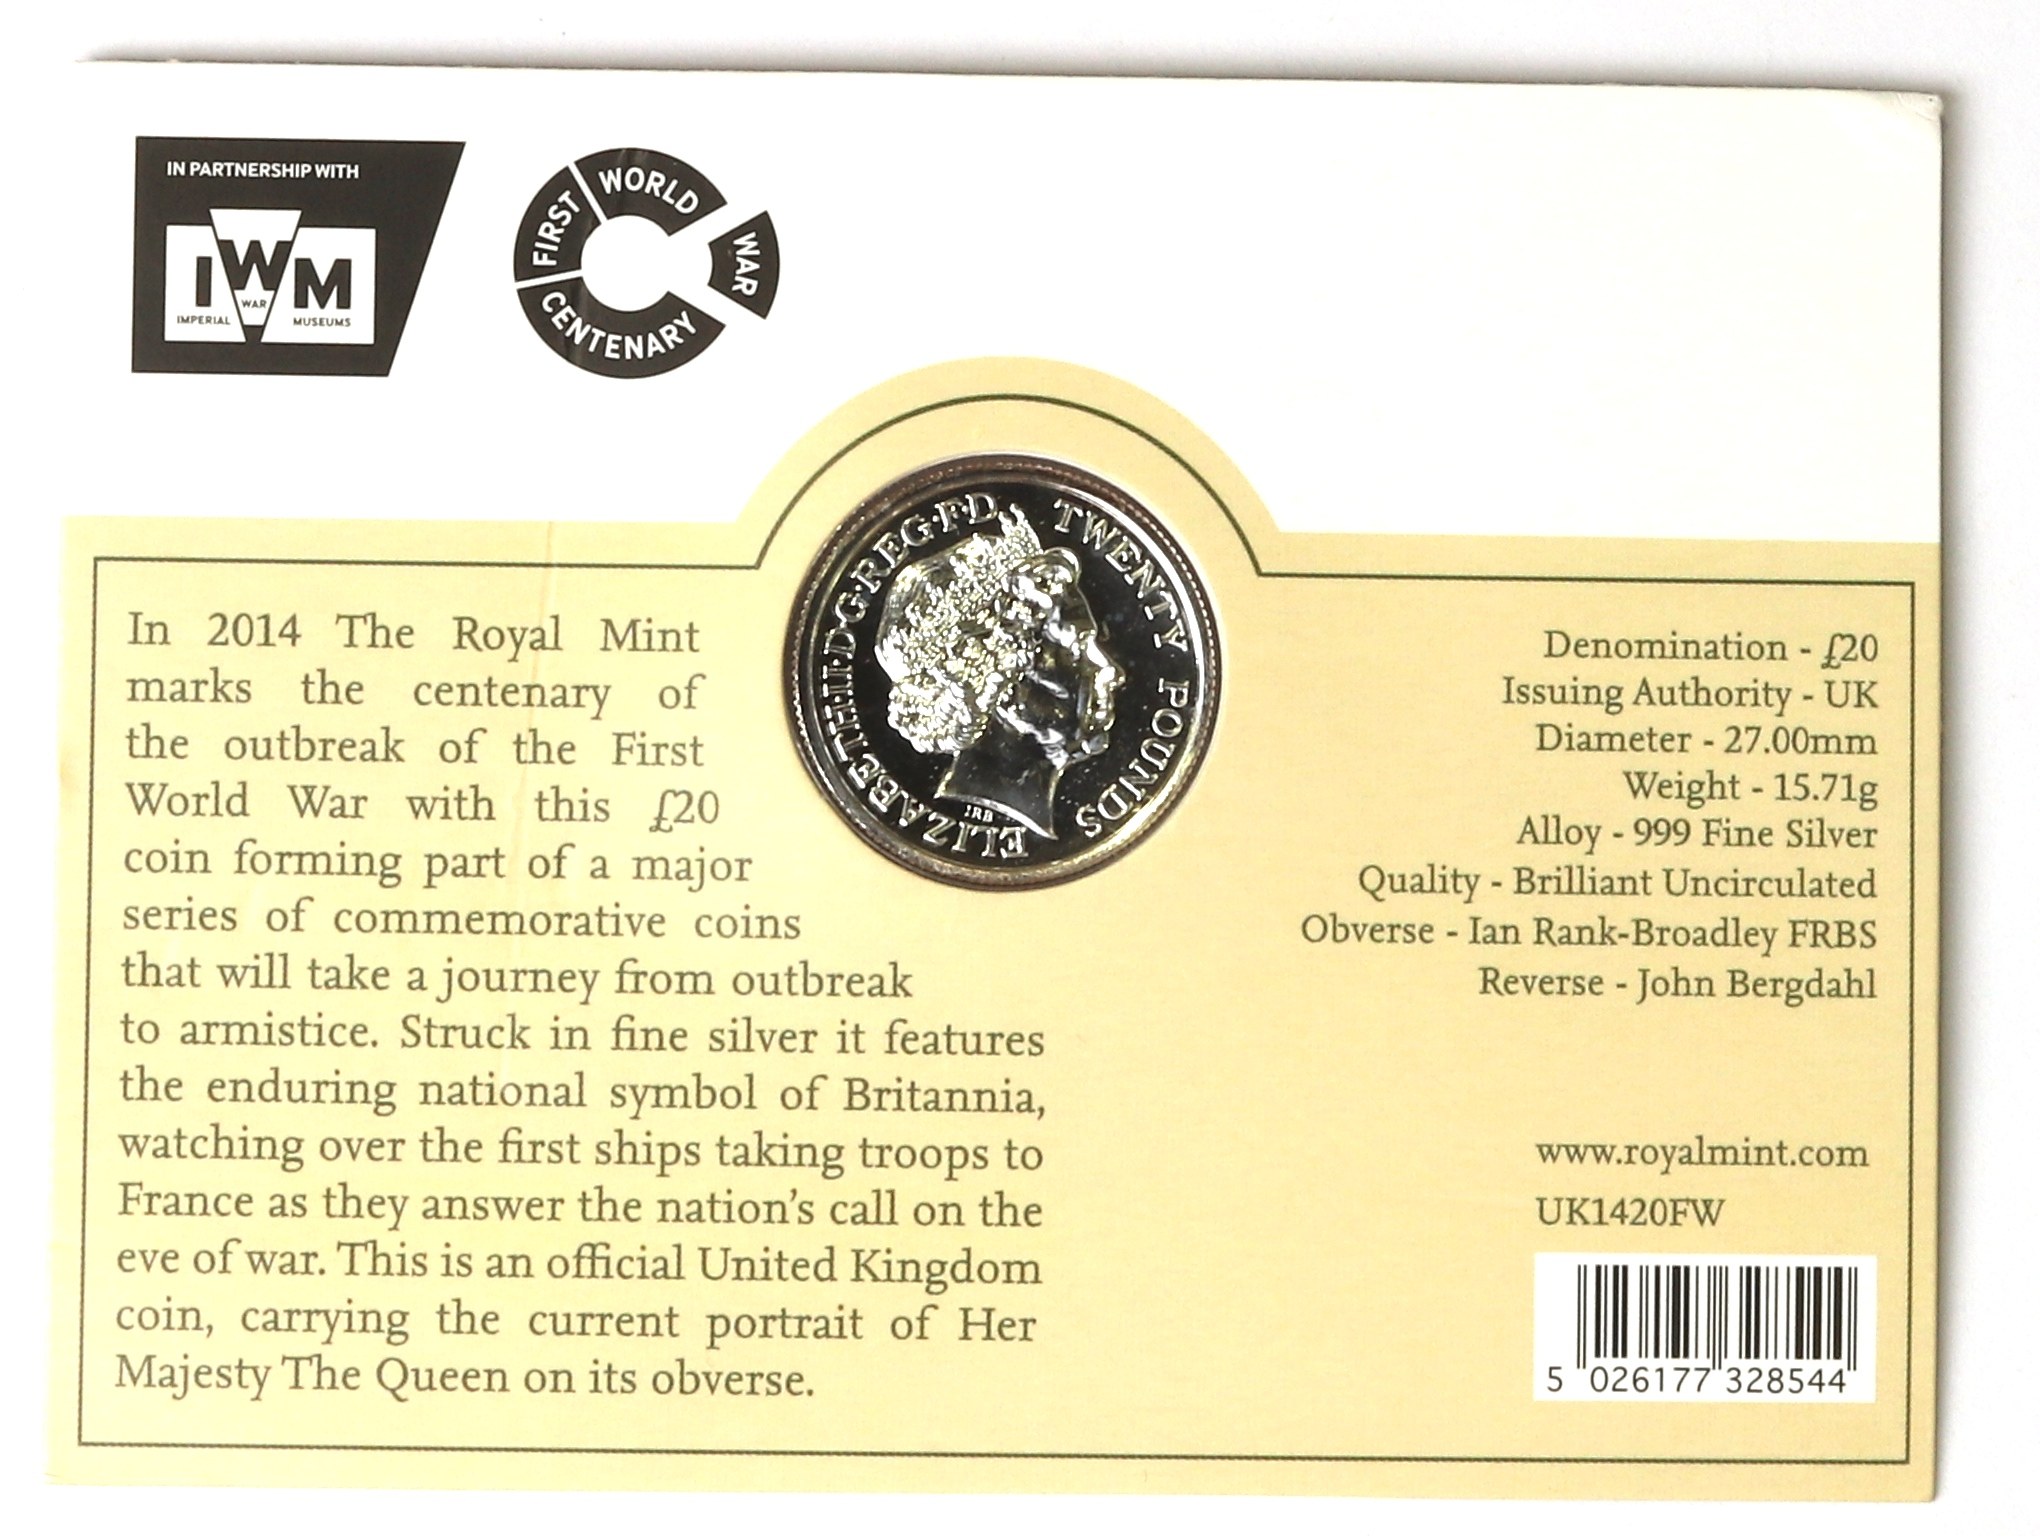 IN PARTNERSHIP WITH
IWM
IMPERIAL WAR MUSEUMS
FIRST WORLD WAR CENTENARY
ELIZABETH·II·D·G·REG·F·D
TWENTY POUNDS
IRB
In 2014 The Royal Mint
marks the centenary of
the outbreak of the First
World War with this £20
coin forming part of a major
series of commemorative coins
that will take a journey from outbreak
to armistice. Struck in fine silver it features
the enduring national symbol of Britannia,
watching over the first ships taking troops to
France as they answer the nation's call on the
eve of war. This is an official United Kingdom
coin, carrying the current portrait of Her
Majesty The Queen on its obverse.
Denomination - £20
Issuing Authority - UK
Diameter - 27.00mm
Weight - 15.71g
Alloy - 999 Fine Silver
Quality - Brilliant Uncirculated
Obverse - Ian Rank-Broadley FRBS
Reverse - John Bergdahl
www.royalmint.com
UK1420FW
5 026177 328544